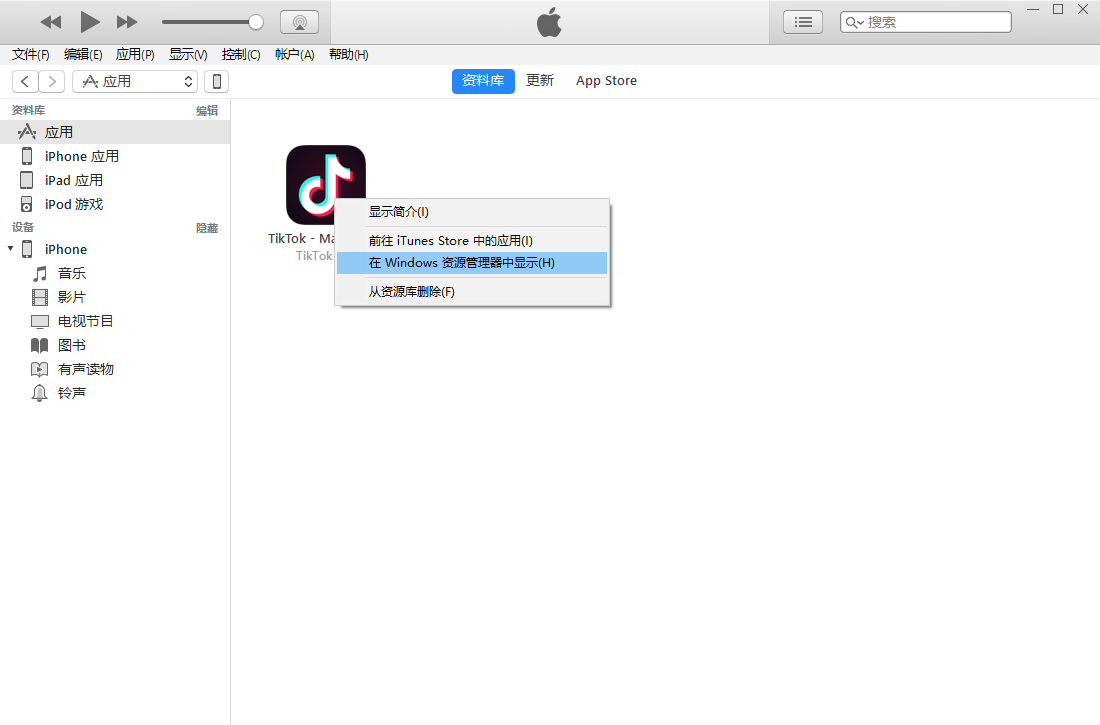 搜索
文件(F) 编辑(E) 应用(P) 显示(V) 控制(C) 帐户(A) 帮助(H)
应用 资料库 更新 App Store
资料库 编辑
应用
iPhone 应用
iPad 应用
iPod 游戏
设备 隐藏
iPhone
音乐
影片
电视节目
图书
有声读物
铃声
TikTok - Ma
TikTok
显示简介(I)
前往 iTunes Store 中的应用(I)
在 Windows 资源管理器中显示(H)
从资源库删除(F)